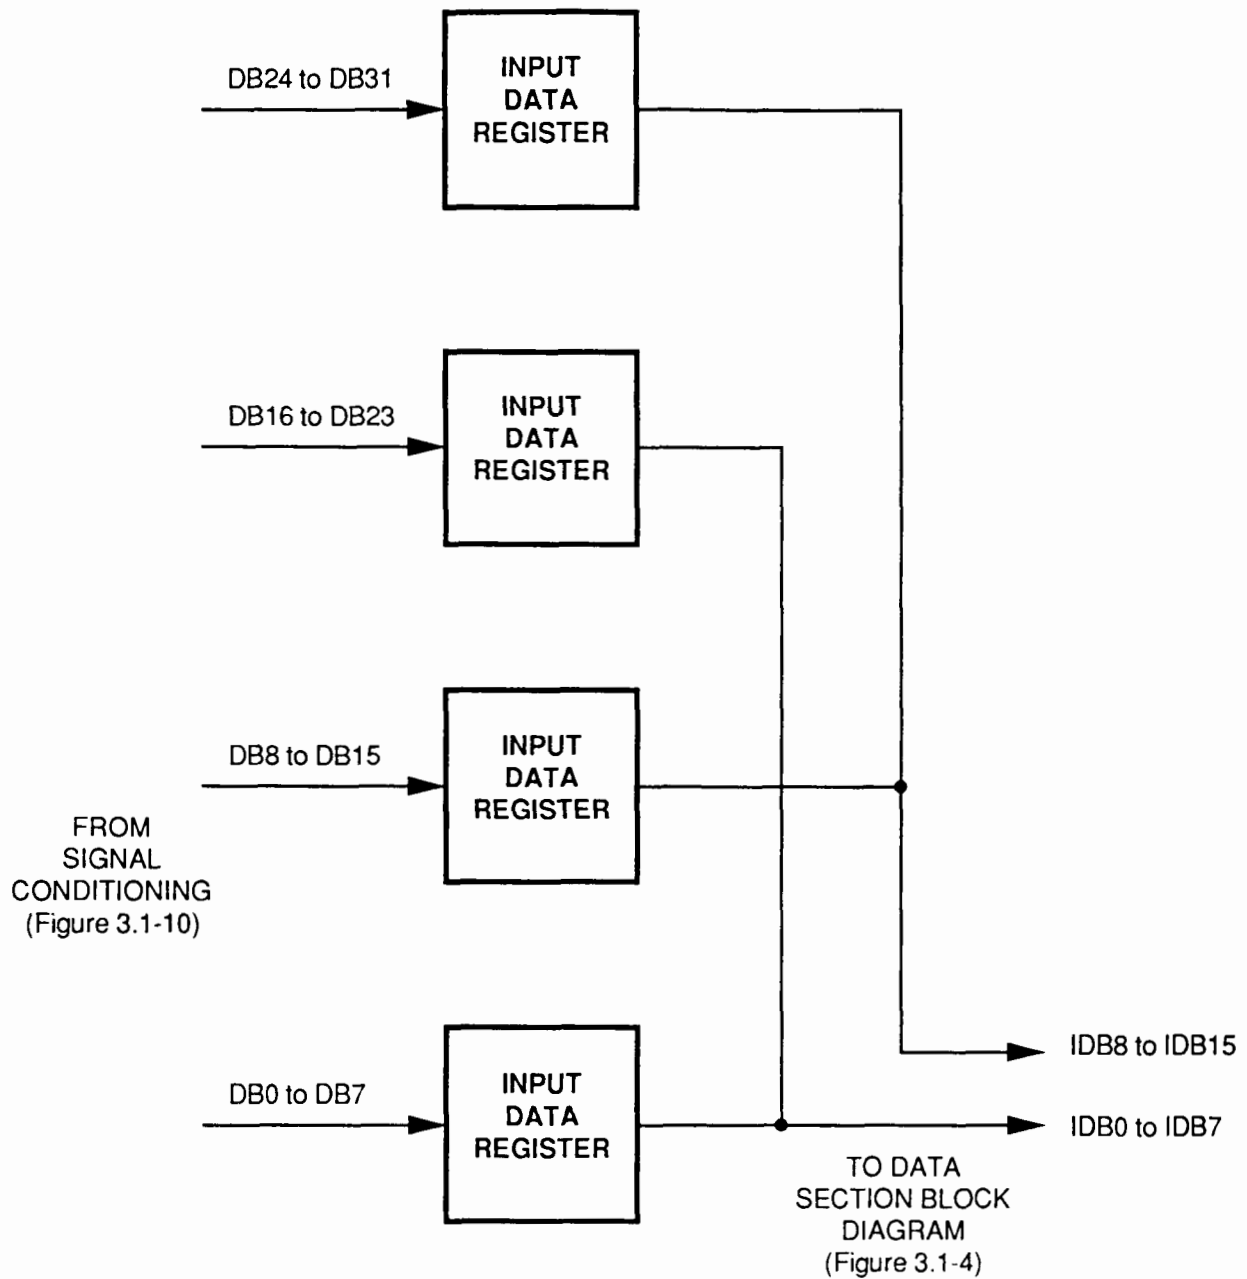 DB24 to DB31
INPUT
DATA
REGISTER
DB16 to DB23
INPUT
DATA
REGISTER
DB8 to DB15
INPUT
DATA
REGISTER
FROM
SIGNAL
CONDITIONING
(Figure 3.1-10)
DB0 to DB7
INPUT
DATA
REGISTER
IDB8 to IDB15
IDB0 to IDB7
TO DATA
SECTION BLOCK
DIAGRAM
(Figure 3.1-4)